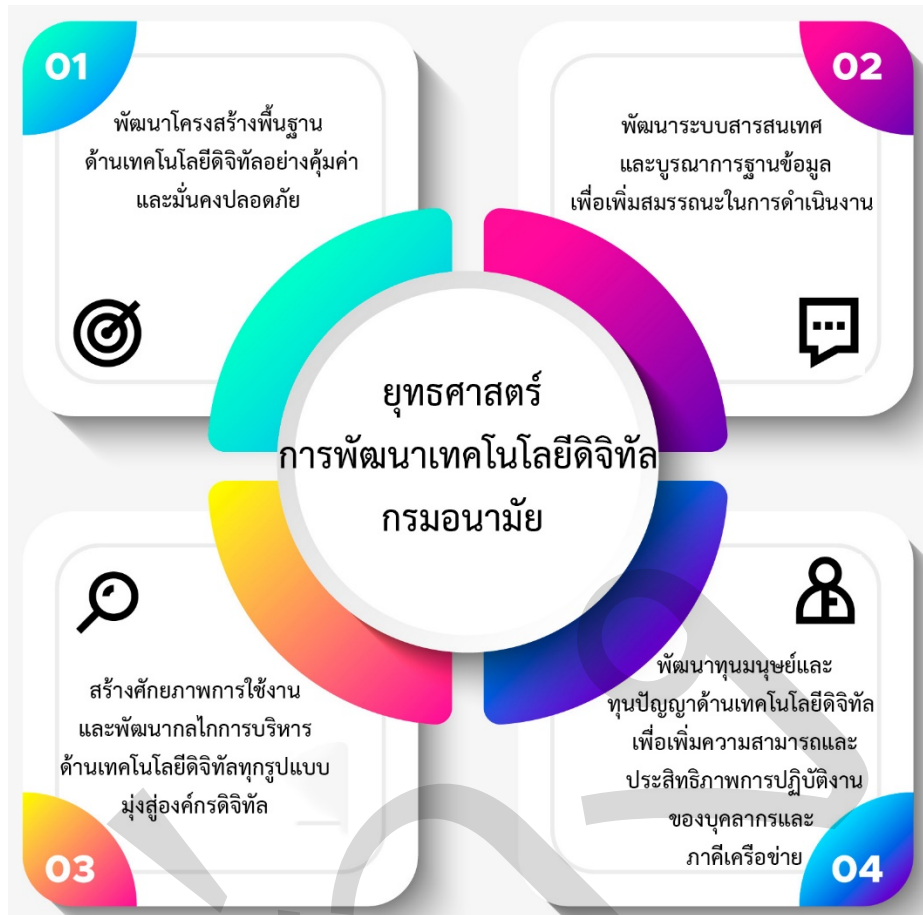 01
พัฒนาโครงสร้างพื้นฐาน
ด้านเทคโนโลยีดิจิทัลอย่างคุ้มค่า
และมั่นคงปลอดภัย
02
พัฒนาระบบสารสนเทศ
และบูรณาการฐานข้อมูล
เพื่อเพิ่มสมรรถนะในการดำเนินงาน
ยุทธศาสตร์
การพัฒนาเทคโนโลยีดิจิทัล
กรมอนามัย
สร้างศักยภาพการใช้งาน
และพัฒนากลไกการบริหาร
ด้านเทคโนโลยีดิจิทัลทุกรูปแบบ
มุ่งสู่องค์กรดิจิทัล
03
พัฒนาทุนมนุษย์และ
ทุนปัญญาด้านเทคโนโลยีดิจิทัล
เพื่อเพิ่มความสามารถและ
ประสิทธิภาพการปฏิบัติงาน
ของบุคลากรและ
ภาคีเครือข่าย
04